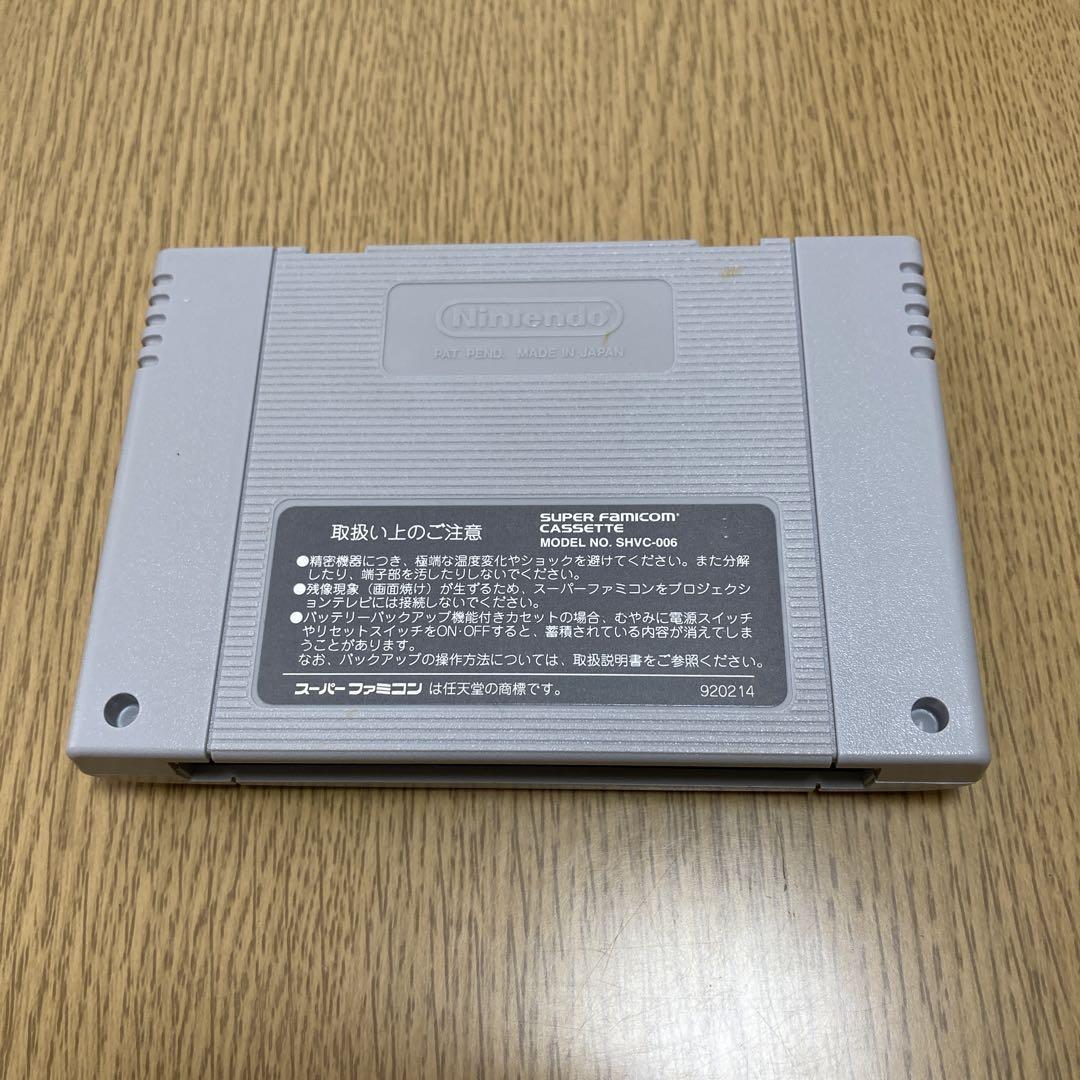 Nintendo
PAT. PEND. MADE IN JAPAN
取扱い上のご注意
SUPER FAMICOM
CASSETTE
MODEL NO. SHVC-006
●精密機器につき、極端な温度変化やショックを避けてください。また分解
したり、端子部を汚したりしないでください。
●残像現象（画面焼け）が生ずるため、スーパーファミコンをプロジェクシ
ョンテレビには接続しないでください。
●バッテリーバックアップ機能付きカセットの場合、むやみに電源スイッチ
やリセットスイッチをON・OFFすると、蓄積されている内容が消えてしま
うことがあります。
なお、バックアップの操作方法については、取扱説明書をご参照ください。
スーパーファミコン は任天堂の商標です。
920214